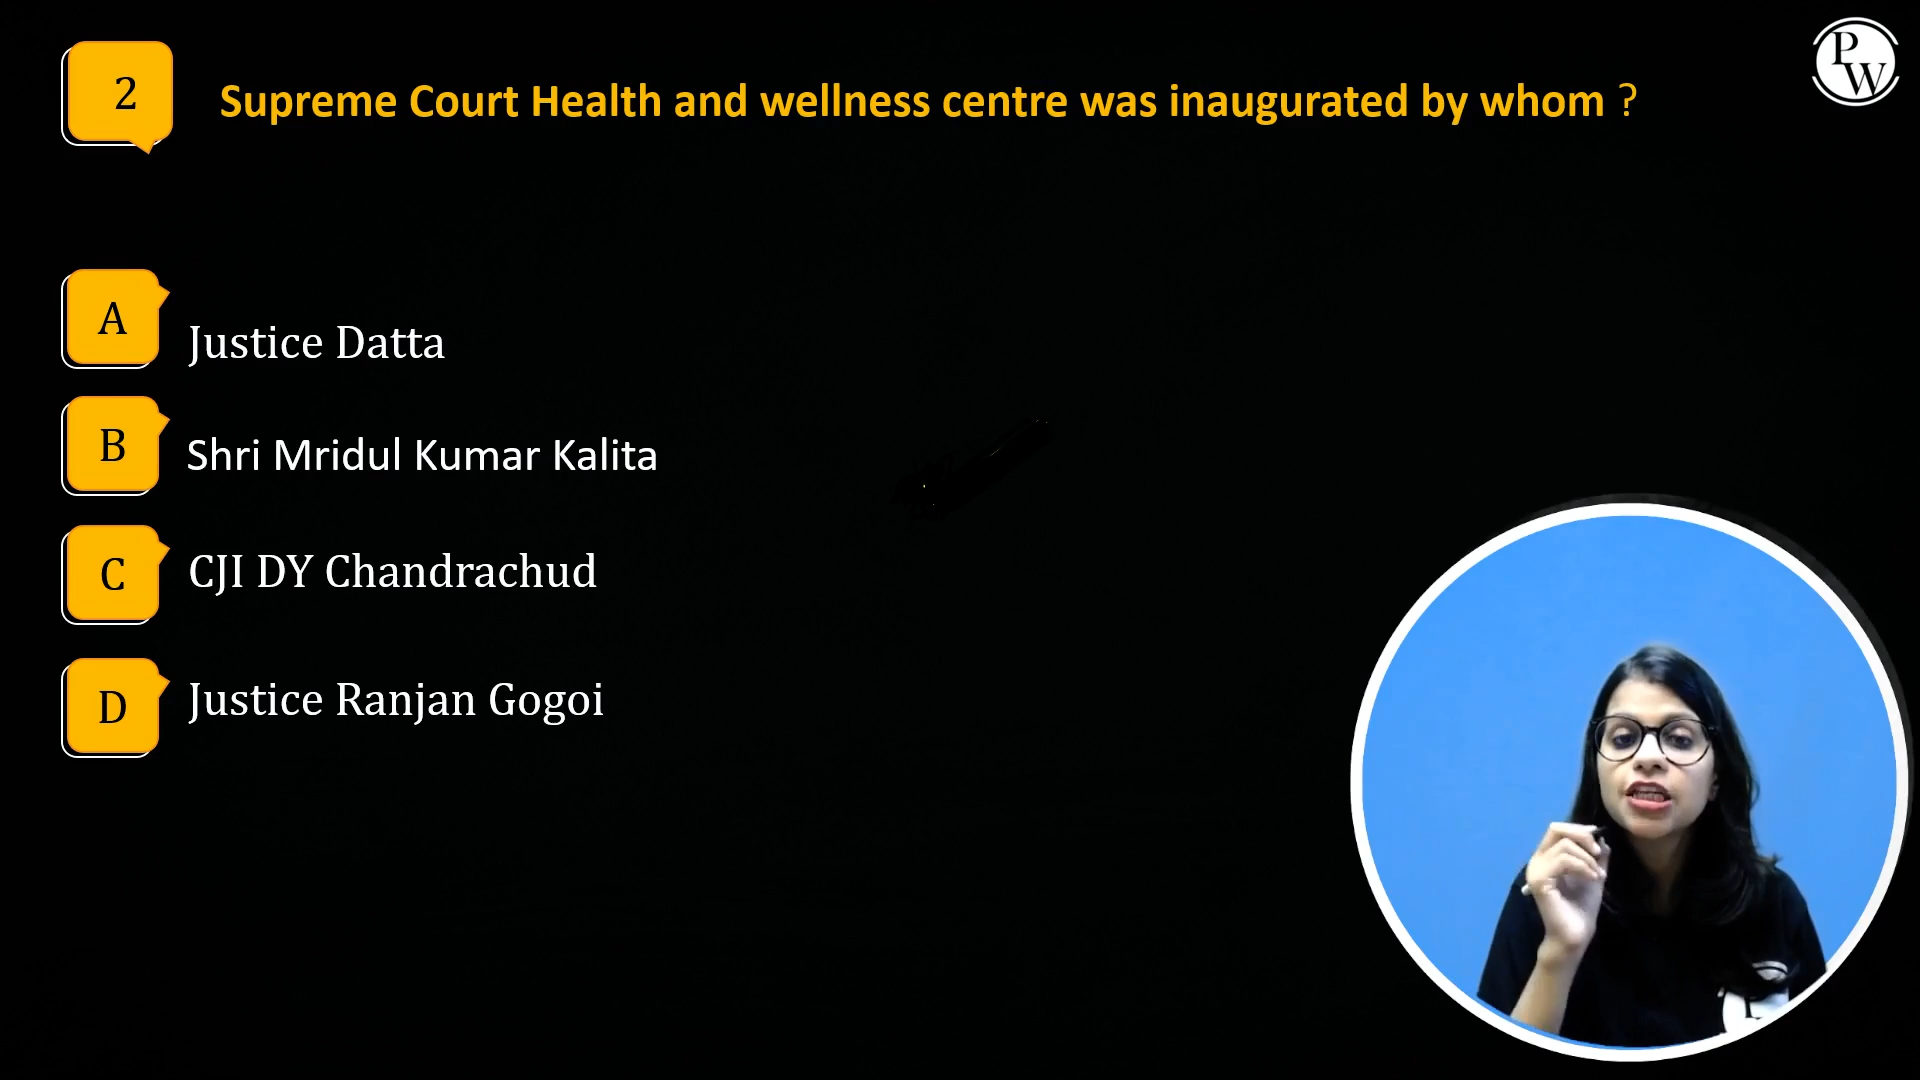 2
Supreme Court Health and wellness centre was inaugurated by whom ?
PW
A
Justice Datta
B
Shri Mridul Kumar Kalita
C
CJI DY Chandrachud
D
Justice Ranjan Gogoi